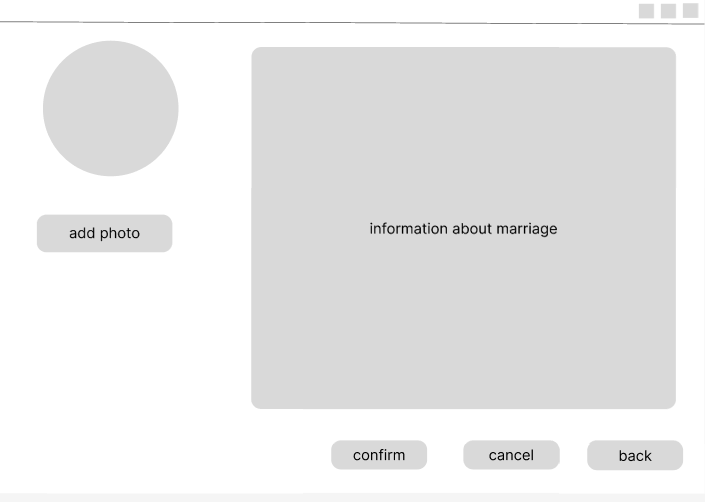 add photo
information about marriage
confirm
cancel
back